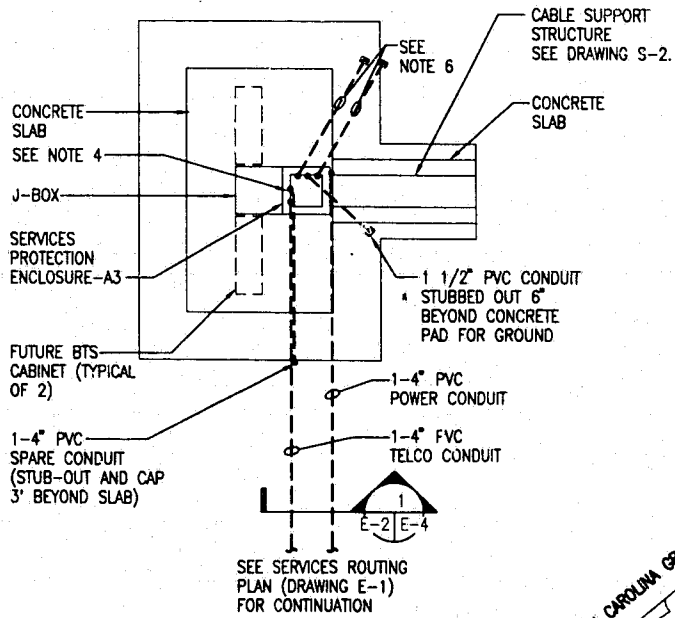 CABLE SUPPORT
STRUCTURE
SEE DRAWING S-2.
SEE
NOTE 6
CONCRETE
SLAB
CONCRETE
SLAB
SEE NOTE 4
J-BOX
SERVICES
PROTECTION
ENCLOSURE-A3
1 1/2" PVC CONDUIT
STUBBED OUT 6"
BEYOND CONCRETE
PAD FOR GROUND
FUTURE BTS
CABINET (TYPICAL
OF 2)
1-4" PVC
POWER CONDUIT
1-4" PVC
SPARE CONDUIT
(STUB-OUT AND CAP
3' BEYOND SLAB)
1-4" FVC
TELCO CONDUIT
1
E-2 E-4
SEE SERVICES ROUTING
PLAN (DRAWING E-1)
FOR CONTINUATION
CAROLINA